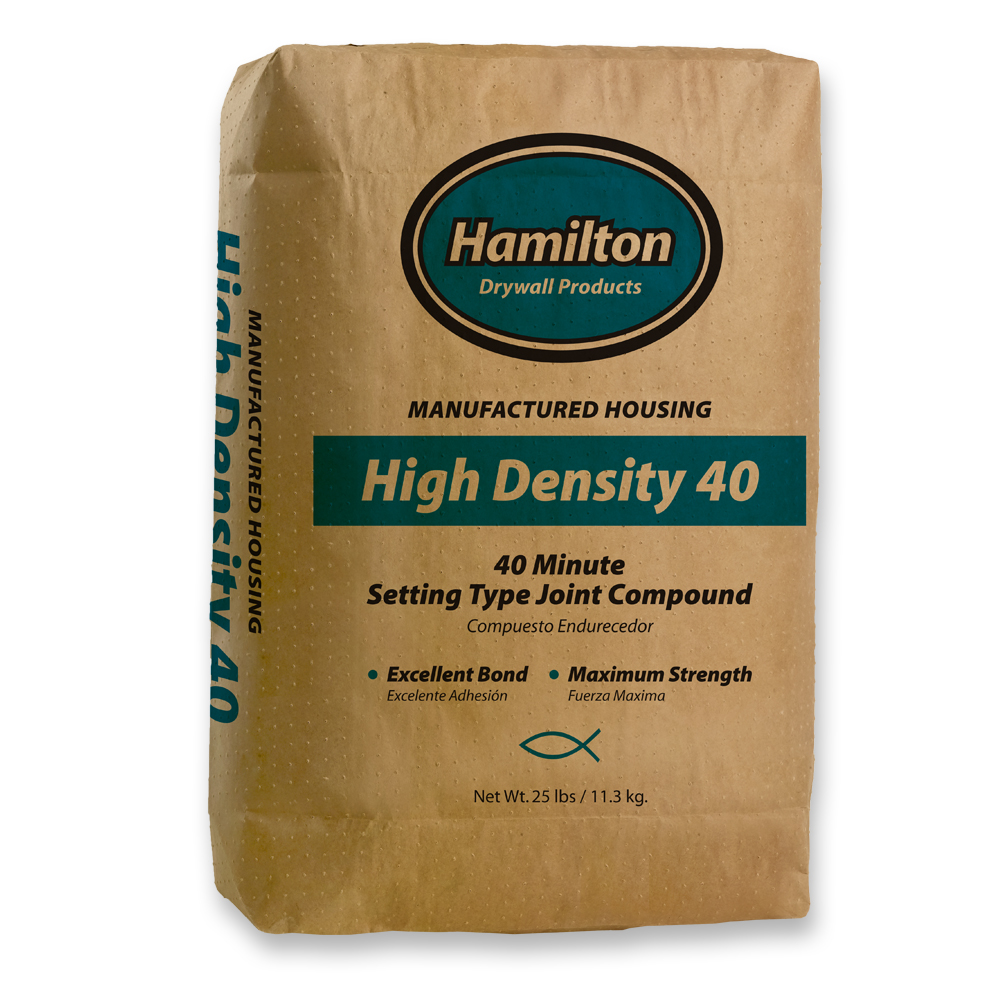 Hamilton
Drywall Products
MANUFACTURED HOUSING
High Density 40
40 Minute
Setting Type Joint Compound
Compuesto Endurecedor
• Excellent Bond • Maximum Strength
Excelente Adhesión Fuerza Maxima
Net Wt. 25 lbs / 11.3 kg.
MANUFACTURED HOUSING
High Density 40